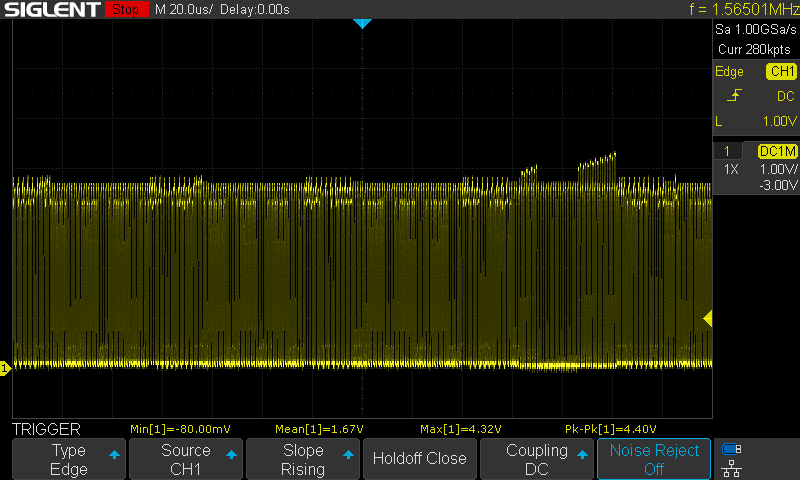 SIGLENT Stop M 20.0us/ Delay:0.00s f = 1.56501MHz
Sa 1.00GSa/s
Curr 280kpts
Edge CH1
DC
L 1.00V
1 DC1M
1X 1.00V/
-3.00V
1
TRIGGER Min[1]=-80.00mV Mean[1]=1.67V Max[1]=4.32V Pk-Pk[1]=4.40V
Type
Edge
Source
CH1
Slope
Rising
Holdoff Close
Coupling
DC
Noise Reject
Off